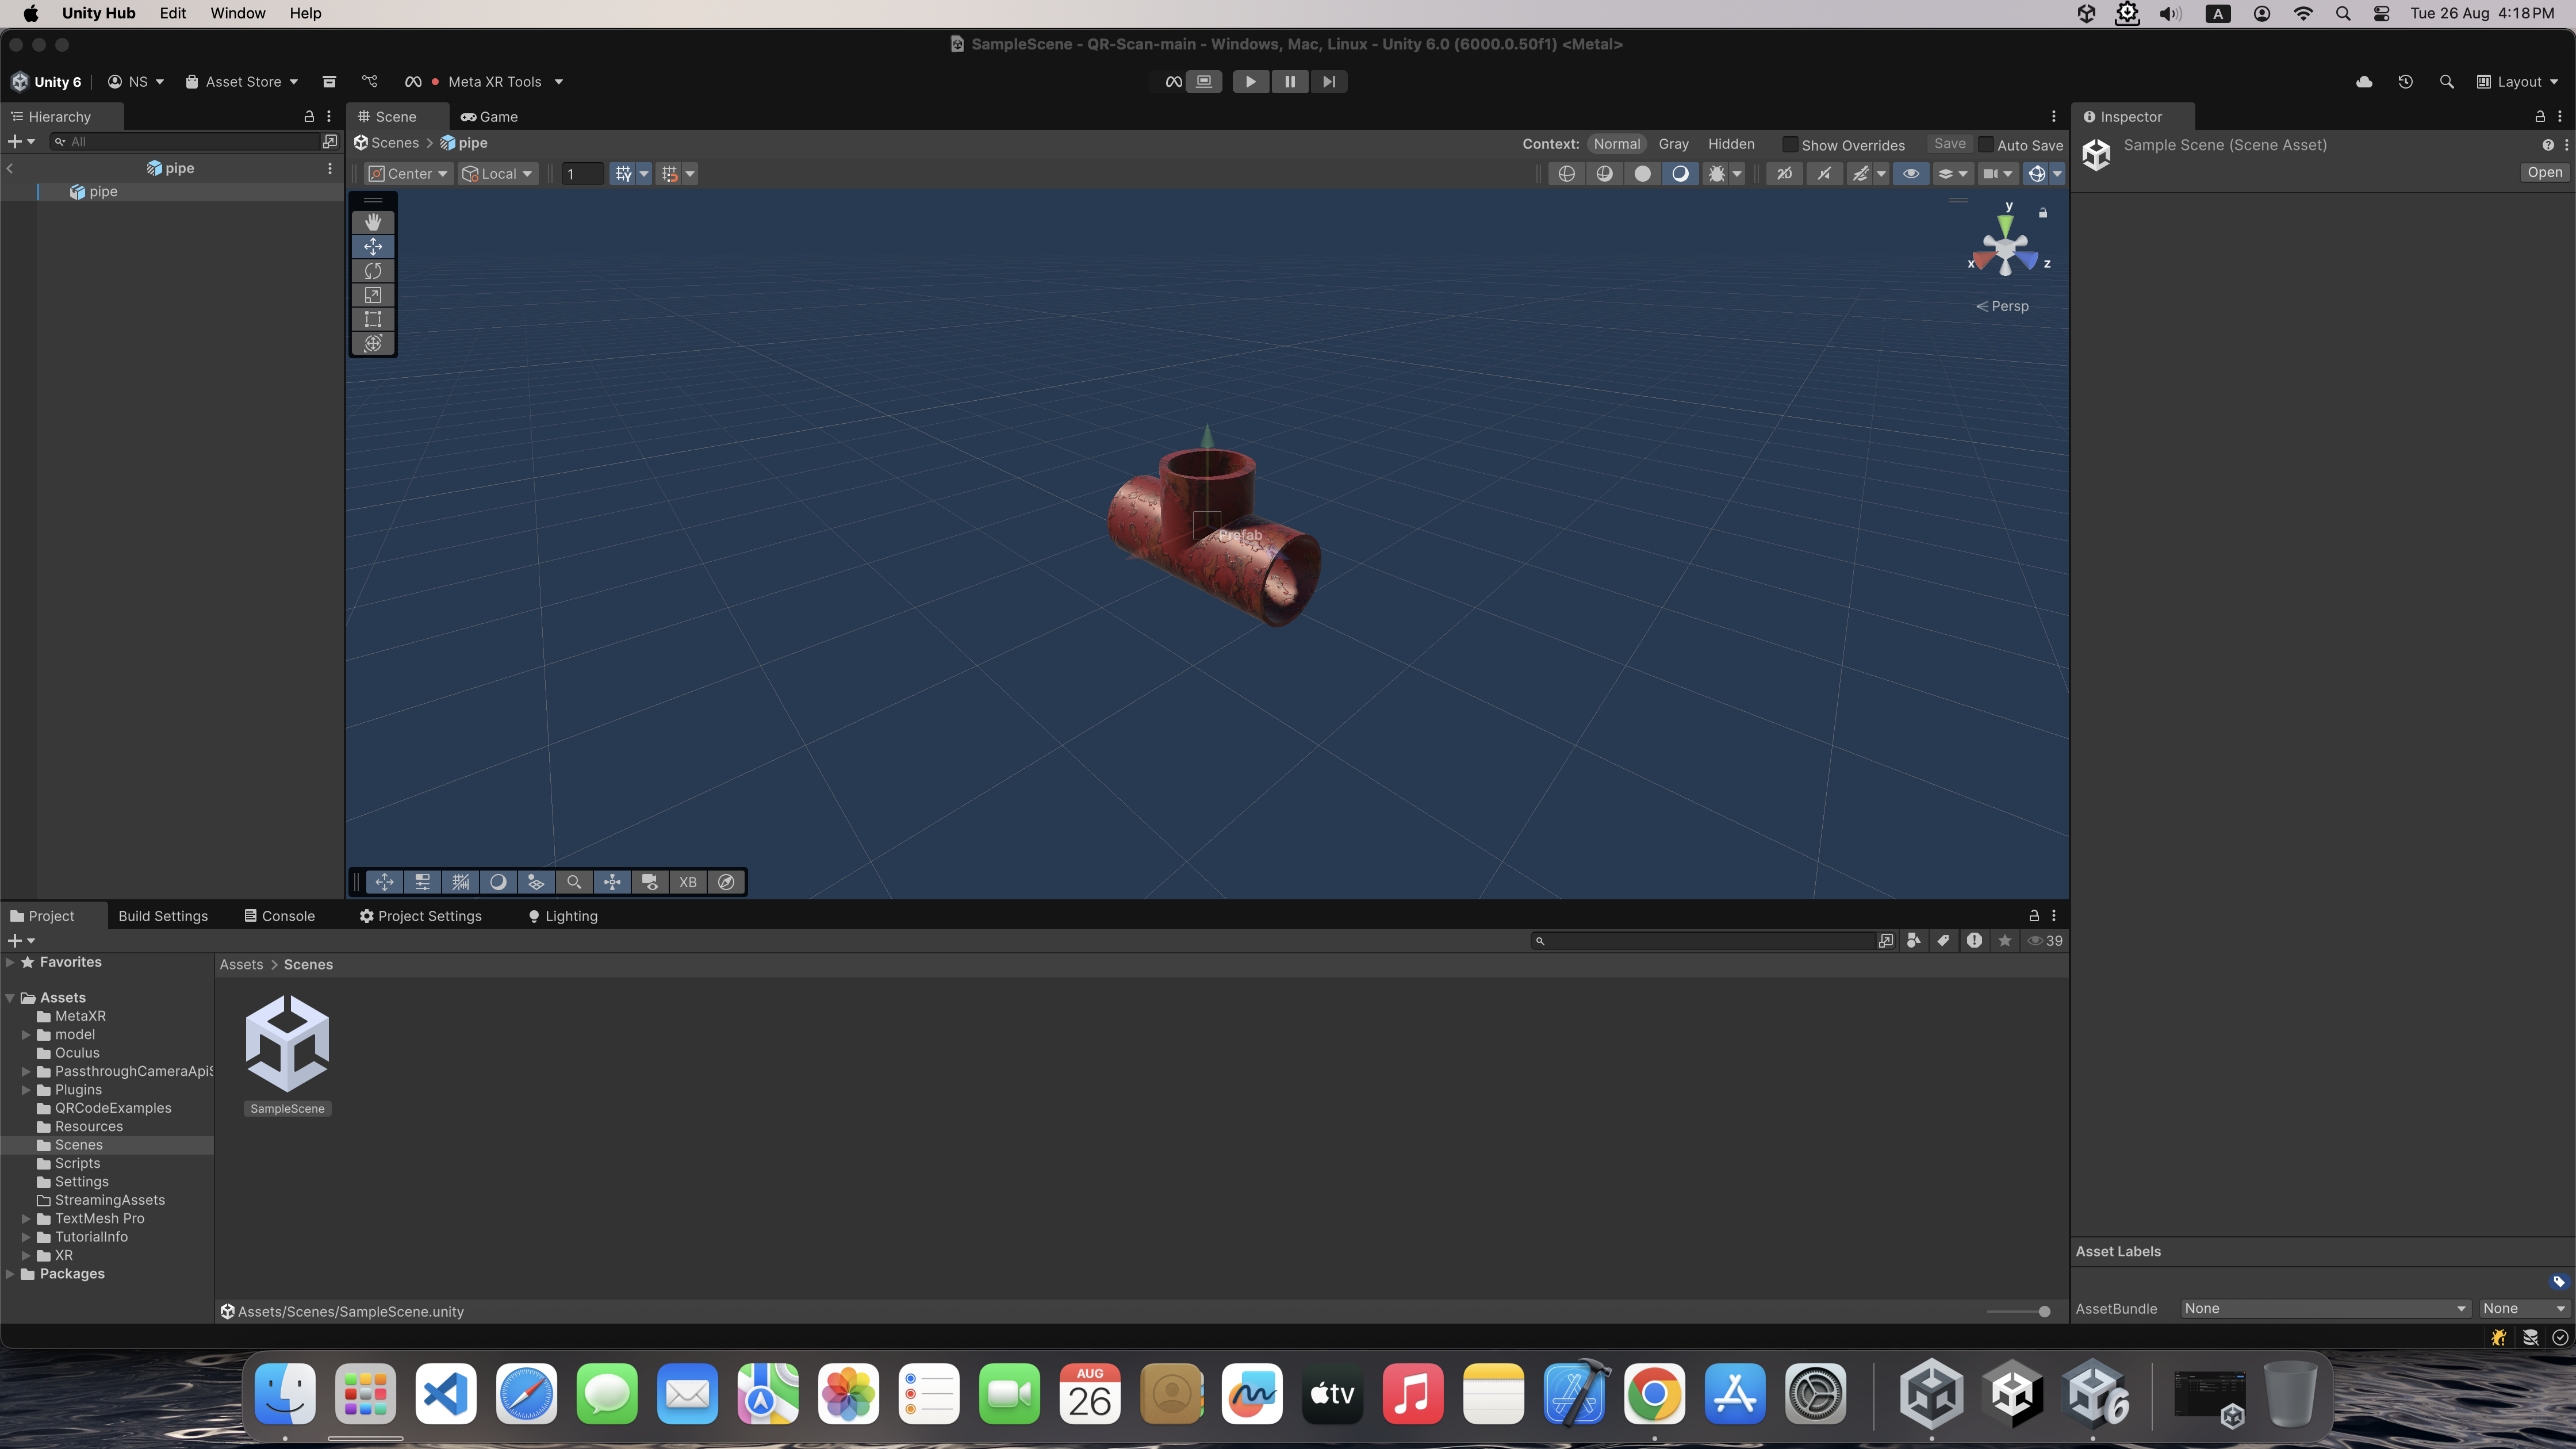 Unity Hub Edit Window Help
A Tue 26 Aug 4:18 PM
SampleScene - QR-Scan-main - Windows, Mac, Linux - Unity 6.0 (6000.0.50f1) <Metal>
Unity 6 NS Asset Store Meta XR Tools Layout
Hierarchy
All
pipe
pipe
Scene Game
Scenes > pipe
Context: Normal Gray Hidden Show Overrides Save Auto Save
Center Local 1 2D
y
x z
Persp
Prefab
XB
Inspector
Sample Scene (Scene Asset)
Open
Project Build Settings Console Project Settings Lighting
39
Favorites
Assets
MetaXR
model
Oculus
PassthroughCameraApiS
Plugins
QRCodeExamples
Resources
Scenes
Scripts
Settings
StreamingAssets
TextMesh Pro
TutorialInfo
XR
Packages
Assets > Scenes
SampleScene
Assets/Scenes/SampleScene.unity
Asset Labels
AssetBundle None None
AUG
26
tv
6